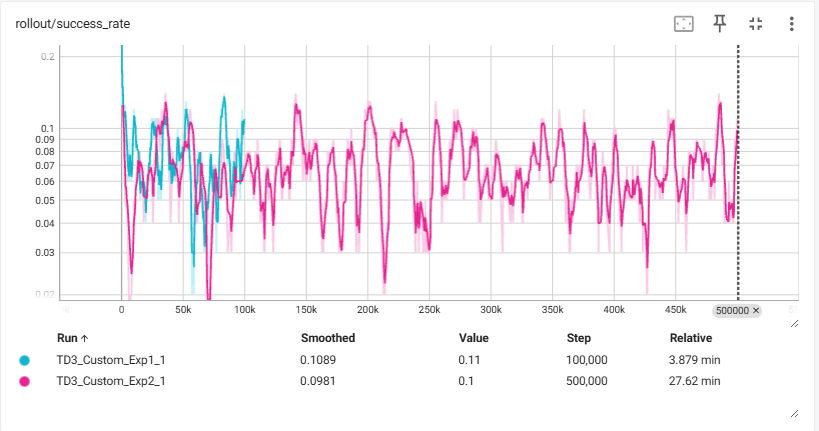 rollout/success_rate
0.2
0.1
0.09
0.08
0.07
0.06
0.05
0.04
0.03
0.02
0 50k 100k 150k 200k 250k 300k 350k 400k 450k 500000 ×
Run ↑ Smoothed Value Step Relative
TD3_Custom_Exp1_1 0.1089 0.11 100,000 3.879 min
TD3_Custom_Exp2_1 0.0981 0.1 500,000 27.62 min